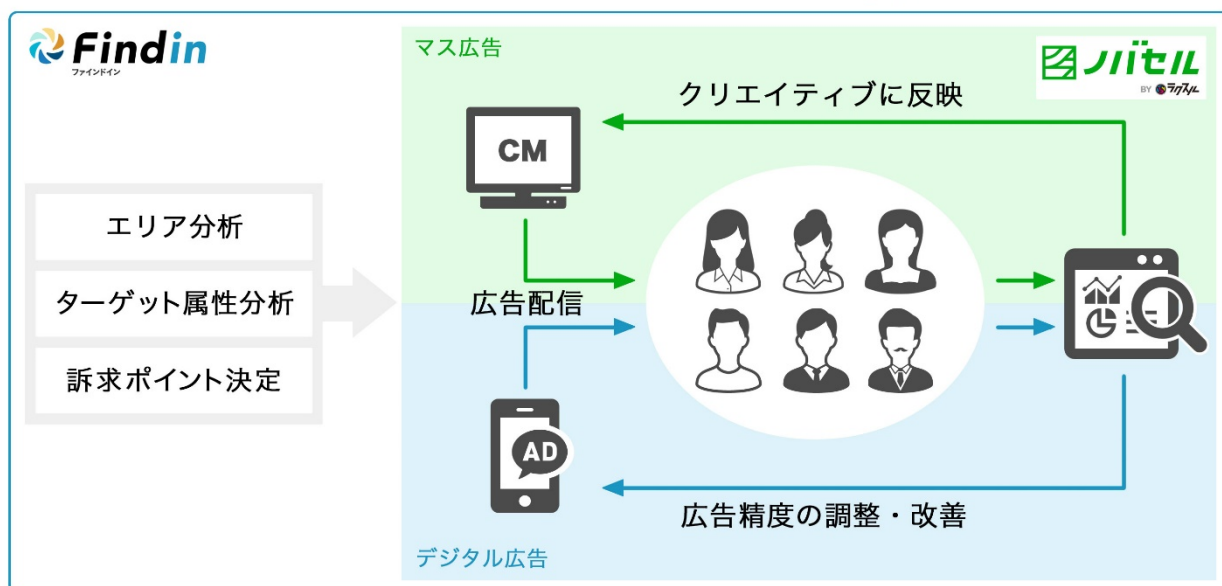 Findin
ファインドイン
エリア分析
ターゲット属性分析
訴求ポイント決定
マス広告
ノバセル
BY ラクスル
クリエイティブに反映
CM
広告配信
AD
広告精度の調整・改善
デジタル広告